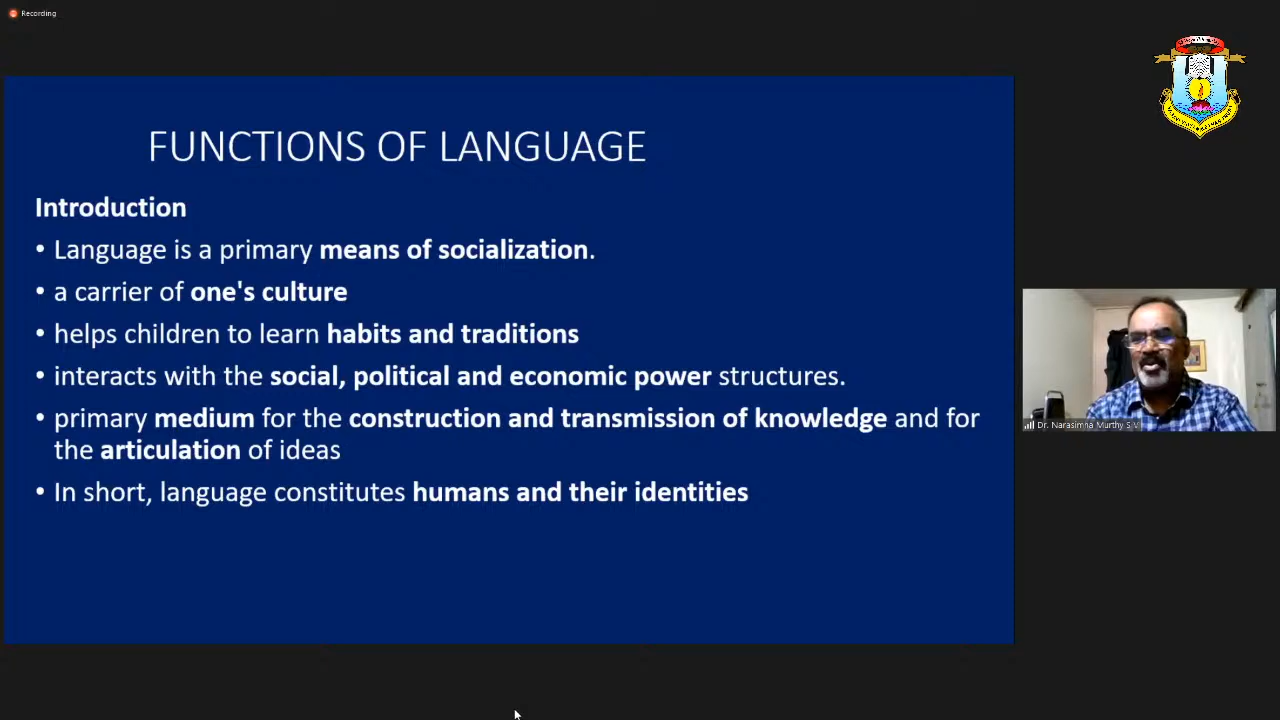 Recording
FUNCTIONS OF LANGUAGE
Introduction
• Language is a primary means of socialization.
• a carrier of one's culture
• helps children to learn habits and traditions
• interacts with the social, political and economic power structures.
• primary medium for the construction and transmission of knowledge and for
the articulation of ideas
• In short, language constitutes humans and their identities
Dr. Narasimha Murthy S V